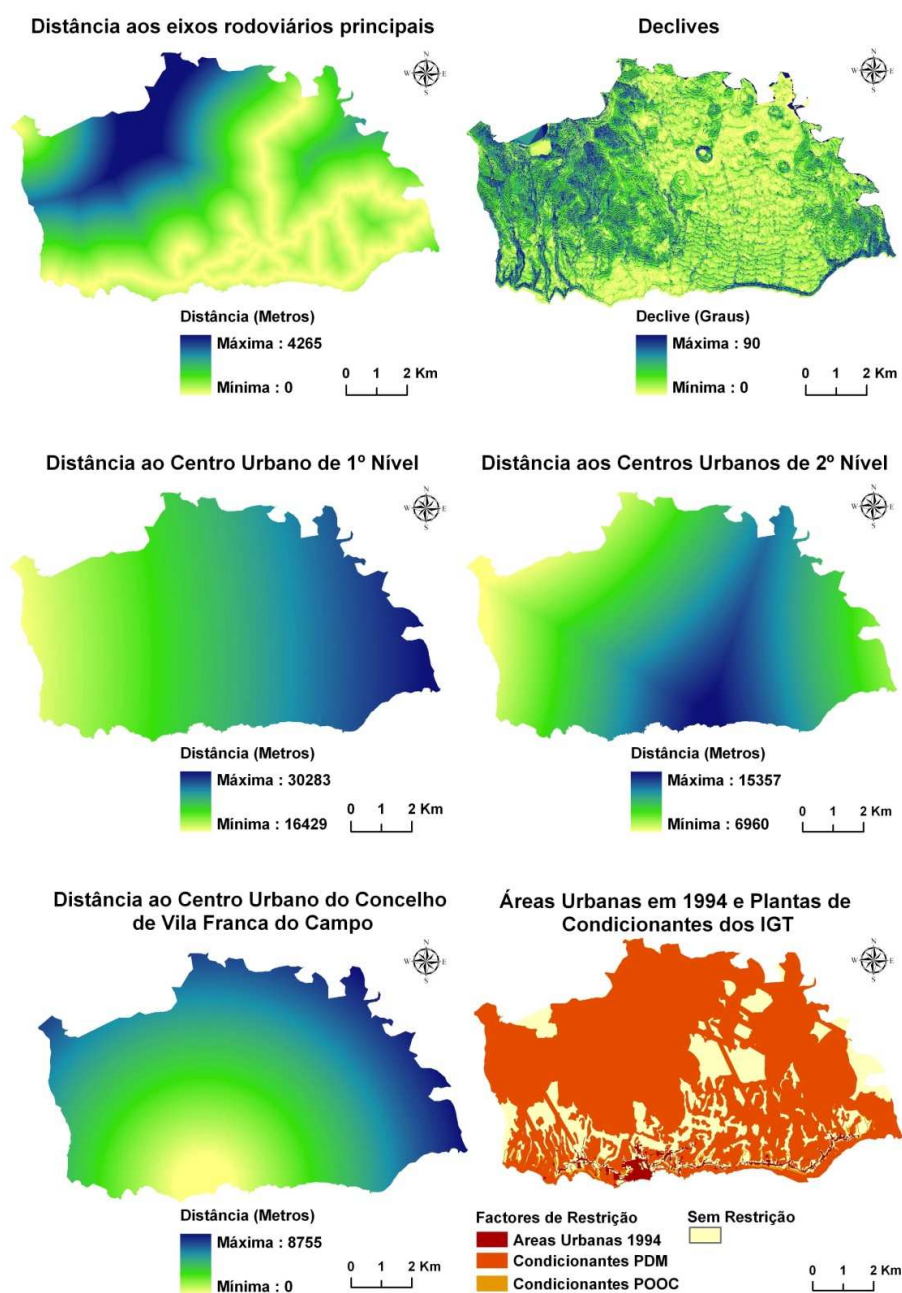 Distância aos eixos rodoviários principais
N
W E
S
Distância (Metros)
Máxima : 4265
Mínima : 0
0 1 2 Km
Declives
N
W E
S
Declive (Graus)
Máxima : 90
Mínima : 0
0 1 2 Km
Distância ao Centro Urbano de 1º Nível
N
W E
S
Distância (Metros)
Máxima : 30283
Mínima : 16429
0 1 2 Km
Distância aos Centros Urbanos de 2º Nível
N
W E
S
Distância (Metros)
Máxima : 15357
Mínima : 6960
0 1 2 Km
Distância ao Centro Urbano do Concelho
de Vila Franca do Campo
N
W E
S
Distância (Metros)
Máxima : 8755
Mínima : 0
0 1 2 Km
Áreas Urbanas em 1994 e Plantas de
Condicionantes dos IGT
N
W E
S
Factores de Restrição
Areas Urbanas 1994
Condicionantes PDM
Condicionantes POOC
Sem Restrição
0 1 2 Km